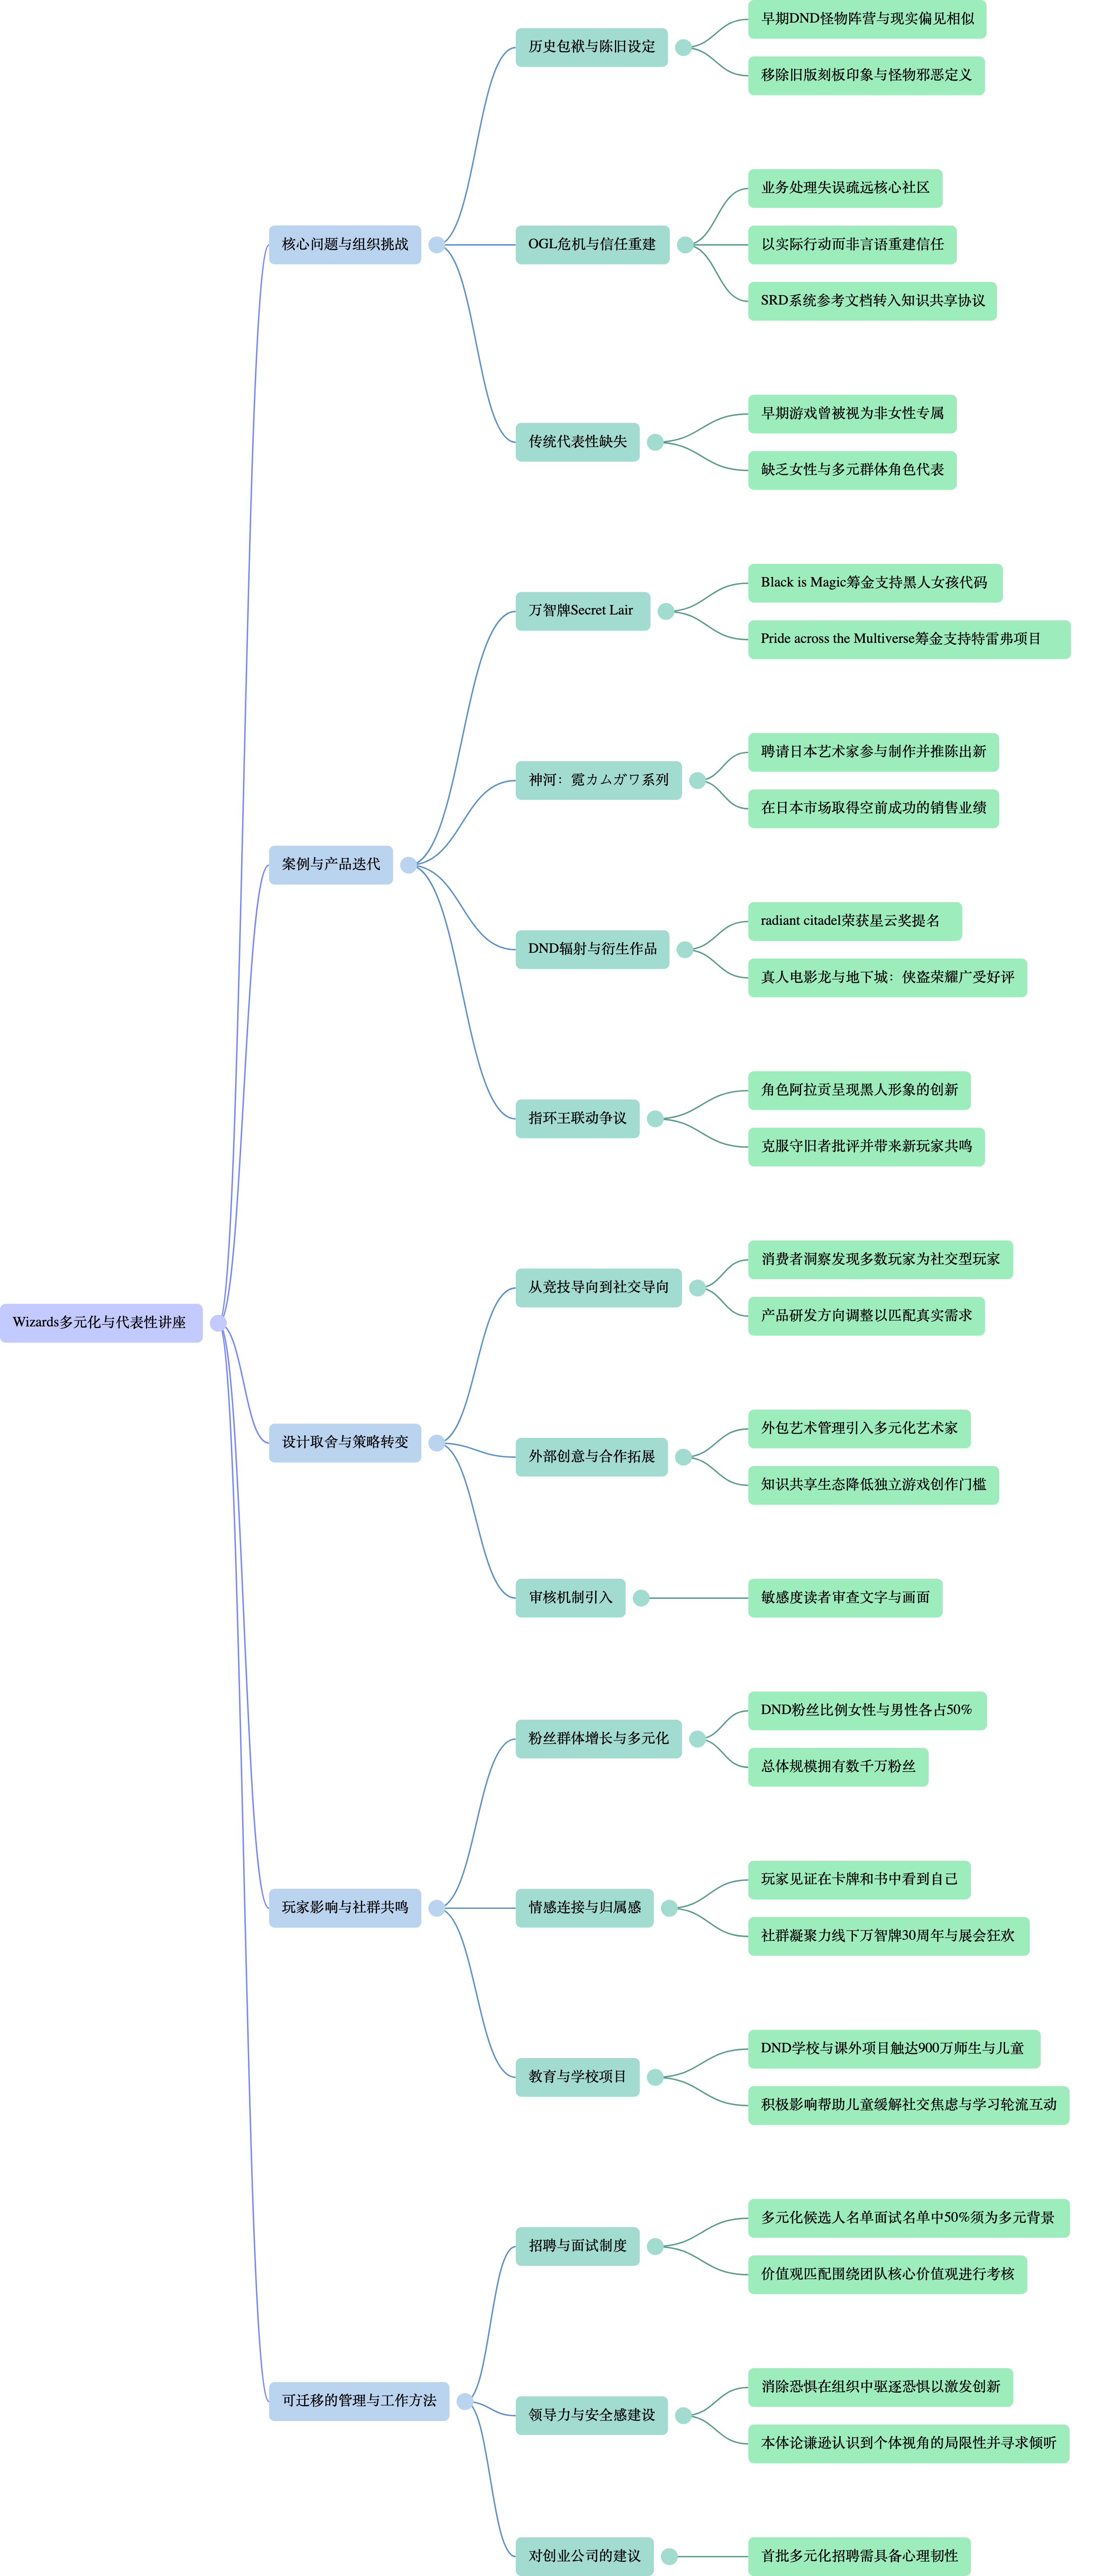 Wizards多元化与代表性讲座
核心问题与组织挑战
历史包袱与陈旧设定
早期DND怪物阵营与现实偏见相似
移除旧版刻板印象与怪物邪恶定义
OGL危机与信任重建
业务处理失误疏远核心社区
以实际行动而非言语重建信任
SRD系统参考文档转入知识共享协议
传统代表性缺失
早期游戏曾被视为非女性专属
缺乏女性与多元群体角色代表
案例与产品迭代
万智牌Secret Lair
Black is Magic筹金支持黑人女孩代码
Pride across the Multiverse筹金支持特雷弗项目
神河：霓カムガワ系列
聘请日本艺术家参与制作并推陈出新
在日本市场取得空前成功的销售业绩
DND辐射与衍生作品
radiant citadel荣获星云奖提名
真人电影龙与地下城：侠盗荣耀广受好评
指环王联动争议
角色阿拉贡呈现黑人形象的创新
克服守旧者批评并带来新玩家共鸣
设计取舍与策略转变
从竞技导向到社交导向
消费者洞察发现多数玩家为社交型玩家
产品研发方向调整以匹配真实需求
外部创意与合作拓展
外包艺术管理引入多元化艺术家
知识共享生态降低独立游戏创作门槛
审核机制引入
敏感度读者审查文字与画面
玩家影响与社群共鸣
粉丝群体增长与多元化
DND粉丝比例女性与男性各占50%
总体规模拥有数千万粉丝
情感连接与归属感
玩家见证在卡牌和书中看到自己
社群凝聚力线下万智牌30周年与展会狂欢
教育与学校项目
DND学校与课外项目触达900万师生与儿童
积极影响帮助儿童缓解社交焦虑与学习轮流互动
可迁移的管理与工作方法
招聘与面试制度
多元化候选人名单面试名单中50%须为多元背景
价值观匹配围绕团队核心价值观进行考核
领导力与安全感建设
消除恐惧在组织中驱逐恐惧以激发创新
本体论谦逊认识到个体视角的局限性并寻求倾听
对创业公司的建议
首批多元化招聘需具备心理韧性